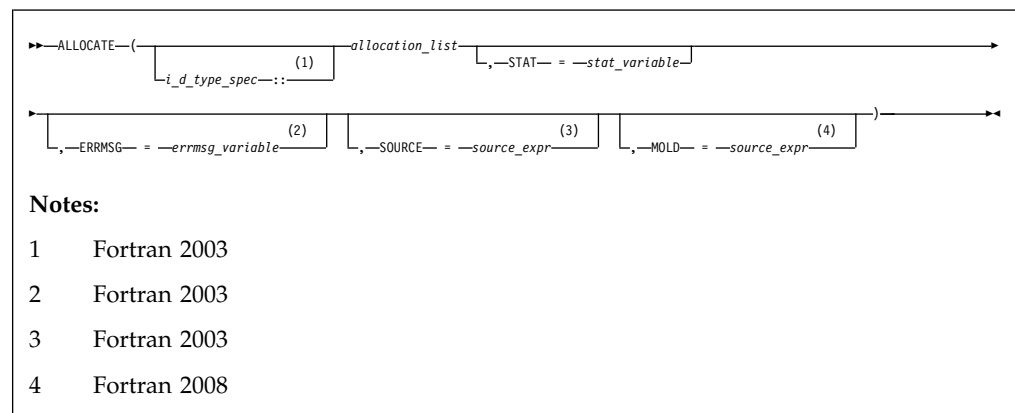 ALLOCATE ( allocation_list , STAT = stat_variable
(1)
i_d_type_spec ::
, ERRMSG = errmsg_variable , SOURCE = source_expr , MOLD = source_expr )
(2) (3) (4)
Notes:
1 Fortran 2003
2 Fortran 2003
3 Fortran 2003
4 Fortran 2008